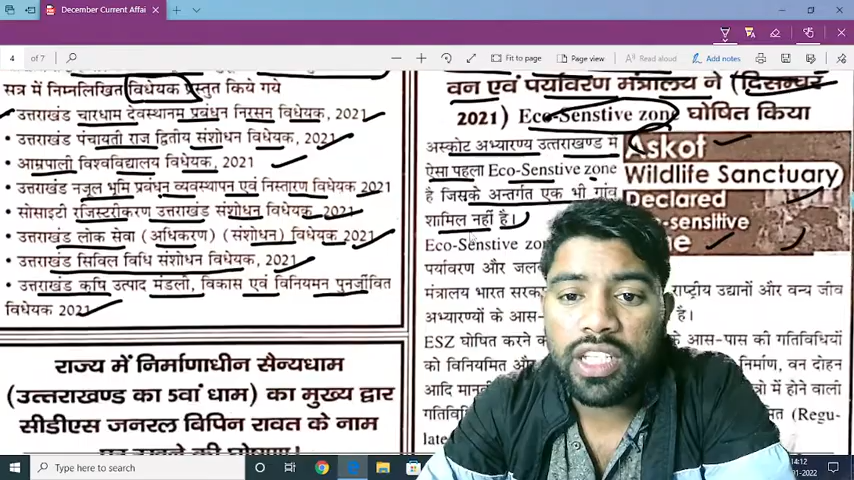 December Current Affai
4 of 7
Fit to page
Page view
Read aloud
Add notes
सत्र में निम्नलिखित विधेयक प्रस्तुत किये गये
उत्तराखंड चारधाम देवस्थानम प्रबंधन निरसन विधेयक, 2021
उत्तराखंड पंचायती राज द्वितीय संशोधन विधेयक, 2021
• आम्रपाली विश्वविद्यालय विधेयक, 2021
• उत्तराखंड नजूल भूमि प्रबंधन व्यवस्थापन एवं निस्तारण विधेयक 2021
• सोसाइटी रजिस्टरीकरण उत्तराखंड संशोधन विधेयक, 2021
• उत्तराखंड लोक सेवा (अधिकरण) (संशोधन) विधेयक 2021
• उत्तराखंड सिविल विधि संशोधन विधेयक, 2021
• उत्तराखंड कृषि उत्पाद मंडली, विकास एवं विनियमन पुनर्जीवित
विधेयक 2021
राज्य में निर्माणाधीन सैन्यधाम
(उत्तराखण्ड का 5वां धाम) का मुख्य द्वार
सीडीएस जनरल विपिन रावत के नाम
वन एवं पर्यावरण मंत्रालय ने (दिसम्बर
2021) Eco-Senstive zone घोषित किया
अस्कोट अभ्यारण्य उत्तराखण्ड में
ऐसा पहला Eco-Senstive zone
है जिसके अन्तर्गत एक भी गांव
शामिल नहीं है।
Askot
Wildlife Sanctuary
Declared
Eco-Senstive zo
पर्यावरण और जल
मंत्रालय भारत सरक राष्ट्रीय उद्यानों और वन्य जीव
अभ्यारण्यों के आस- है।
ESZ घोषित करने क के आस-पास की गतिविधियों
को विनियमित और निर्माण, वन दोहन
आदि मान में होने वाली
गतिवि (Regu-
late
Type here to search
14:12
-01-2022